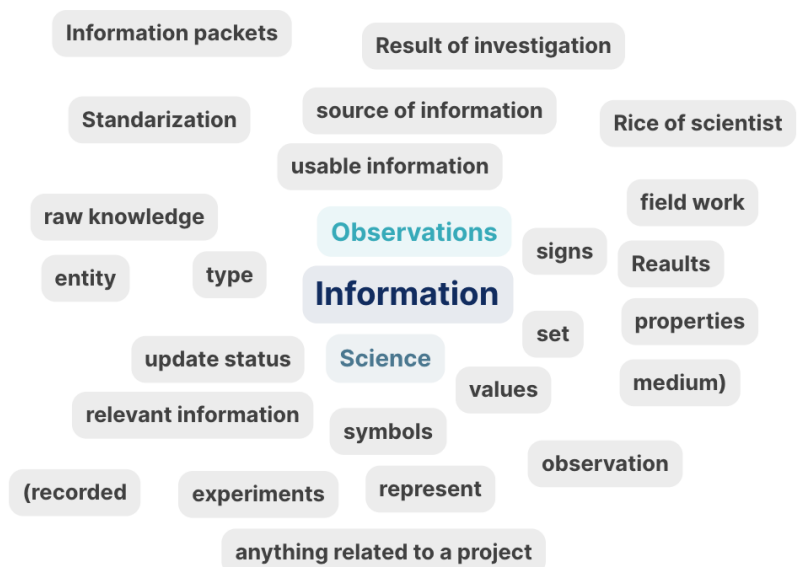 Information packets
Result of investigation
source of information
Standarization
Rice of scientist
usable information
field work
raw knowledge
Observations
signs
Reaults
entity
type
Information
properties
set
update status
Science
medium)
values
relevant information
symbols
observation
(recorded
experiments
represent
anything related to a project